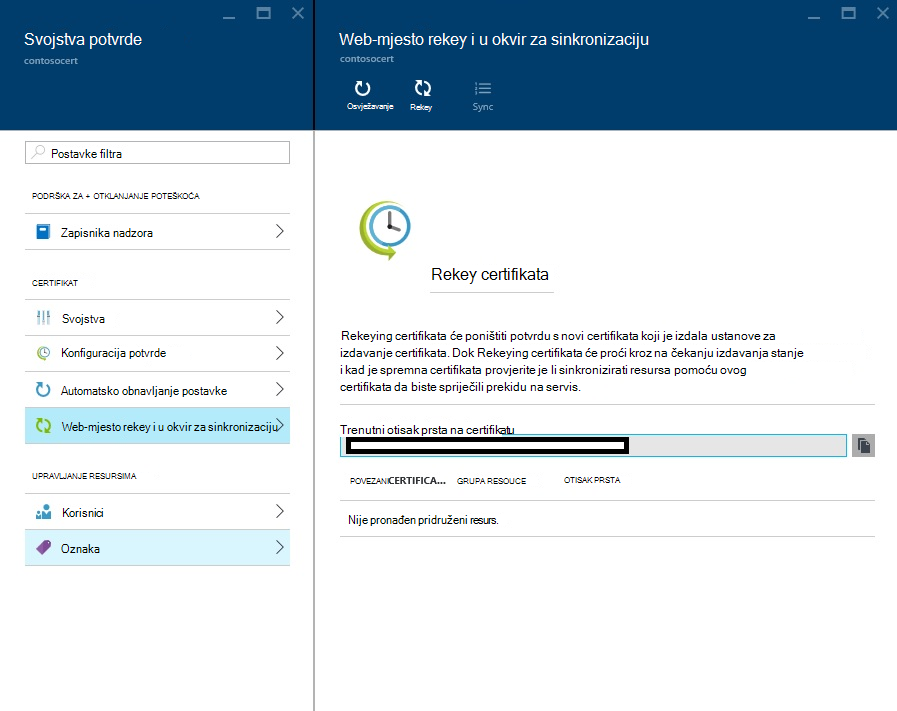 Svojstva potvrde
contosocert
Postavke filtra
PODRŠKA ZA + OTKLANJANJE POTEŠKOĆA
Zapisnika nadzora
CERTIFIKAT
Svojstva
Konfiguracija potvrde
Automatsko obnavljanje postavke
Web-mjesto rekey i u okvir za sinkronizaciju
UPRAVLJANJE RESURSIMA
Korisnici
Oznaka
Web-mjesto rekey i u okvir za sinkronizaciju
contosocert
Osvježavanje Rekey Sync
Rekey certifikata
Rekeying certifikata će poništiti potvrdu s novi certifikata koji je izdala ustanove za
izdavanje certifikata. Dok Rekeying certifikata će proći kroz na čekanju izdavanja stanje
i kad je spremna certifikata provjerite je li sinkronizirati resursa pomoću ovog
certifikata da biste spriječili prekidu na servis.
Trenutni otisak prsta na certifikatu
POVEZANI CERTIFICA... GRUPA RESOUCE OTISAK PRSTA
Nije pronađen pridruženi resurs.